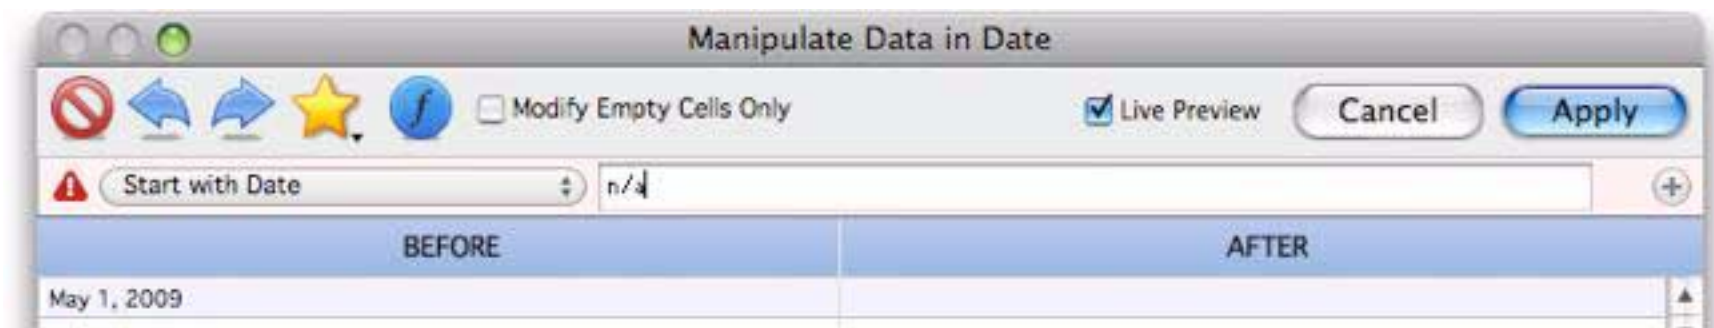 Manipulate Data in Date
f Modify Empty Cells Only Live Preview Cancel Apply
Start with Date n/a
BEFORE AFTER
May 1, 2009